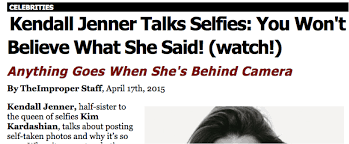 CELEBRITIES
Kendall Jenner Talks Selfies: You Won't
Believe What She Said! (watch!)
Anything Goes When She's Behind Camera
By TheImproper Staff, April 17th, 2015
Kendall Jenner, half-sister to
the queen of selfies Kim
Kardashian, talks about posting
self-taken photos and why it's so